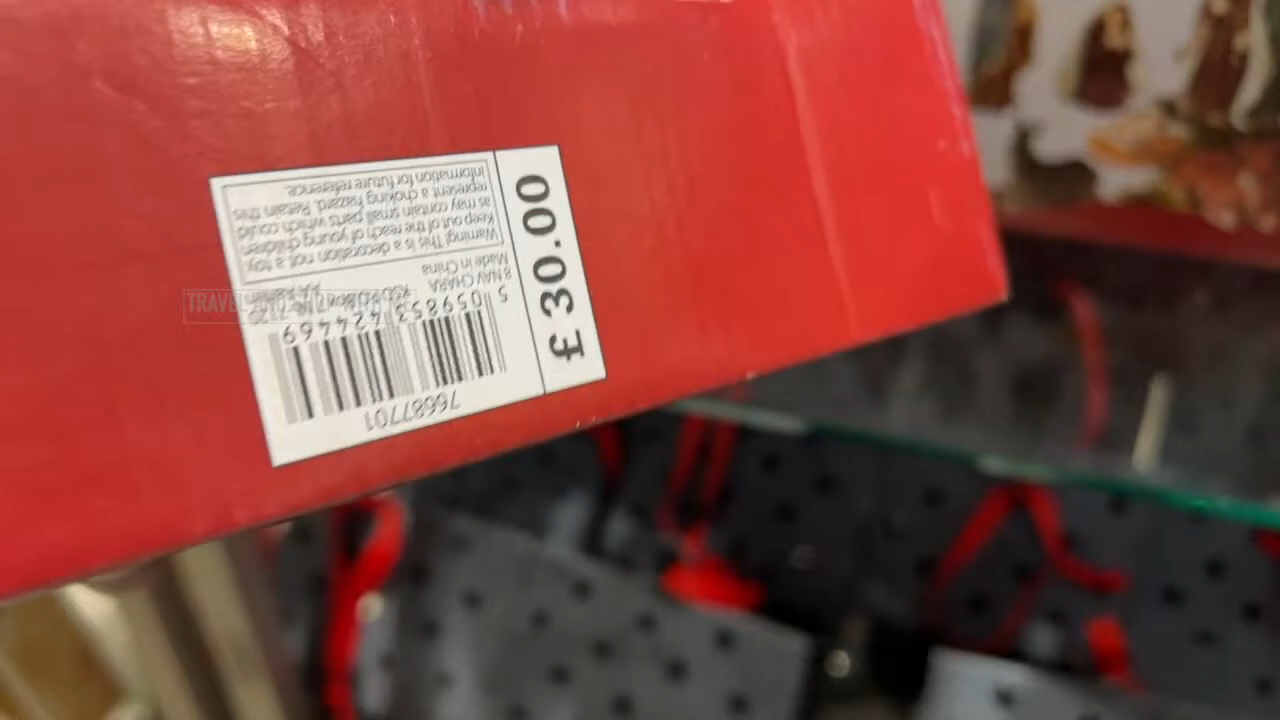 £ 30.00
76687701
5 059853 424469
8 NAV CHARA
Made in China
Warning! This is a decoration not a toy.
Keep out of the reach of young children
as may contain small parts which could
represent a choking hazard. Retain this
information for future reference.